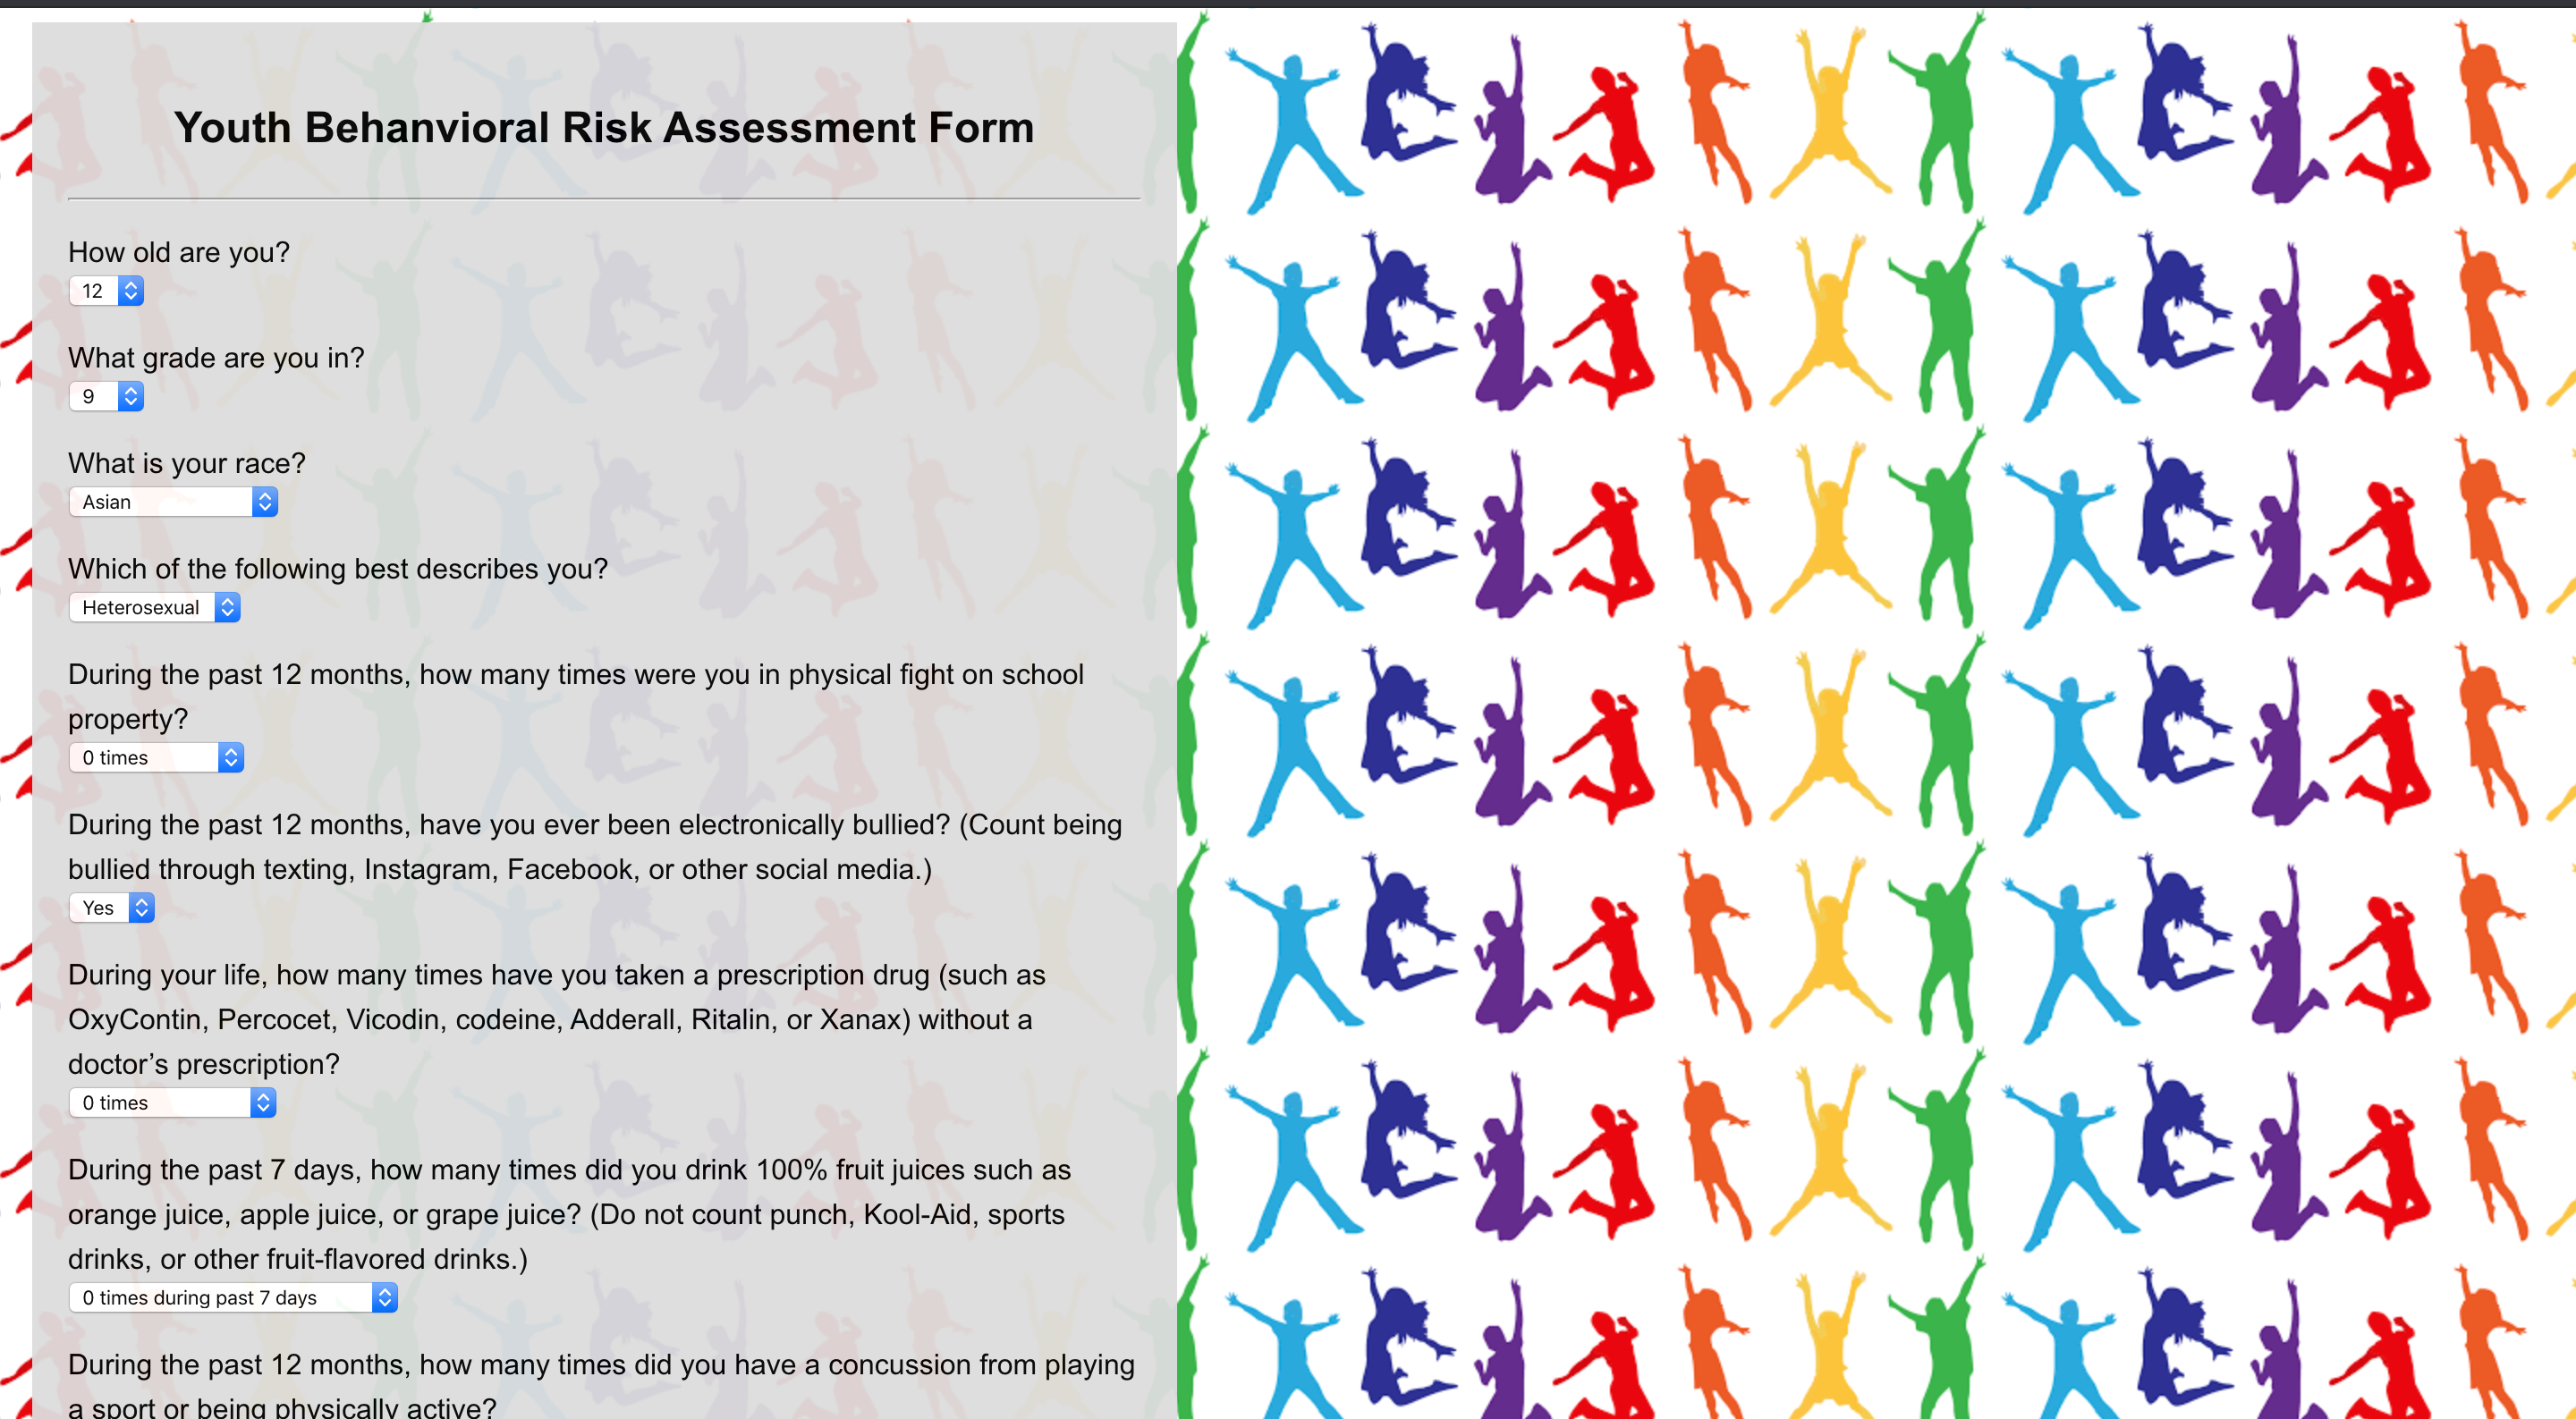 Youth Behanvioral Risk Assessment Form
How old are you?
12
What grade are you in?
9
What is your race?
Asian
Which of the following best describes you?
Heterosexual
During the past 12 months, how many times were you in physical fight on school
property?
0 times
During the past 12 months, have you ever been electronically bullied? (Count being
bullied through texting, Instagram, Facebook, or other social media.)
Yes
During your life, how many times have you taken a prescription drug (such as
OxyContin, Percocet, Vicodin, codeine, Adderall, Ritalin, or Xanax) without a
doctor’s prescription?
0 times
During the past 7 days, how many times did you drink 100% fruit juices such as
orange juice, apple juice, or grape juice? (Do not count punch, Kool-Aid, sports
drinks, or other fruit-flavored drinks.)
0 times during past 7 days
During the past 12 months, how many times did you have a concussion from playing
a sport or being physically active?